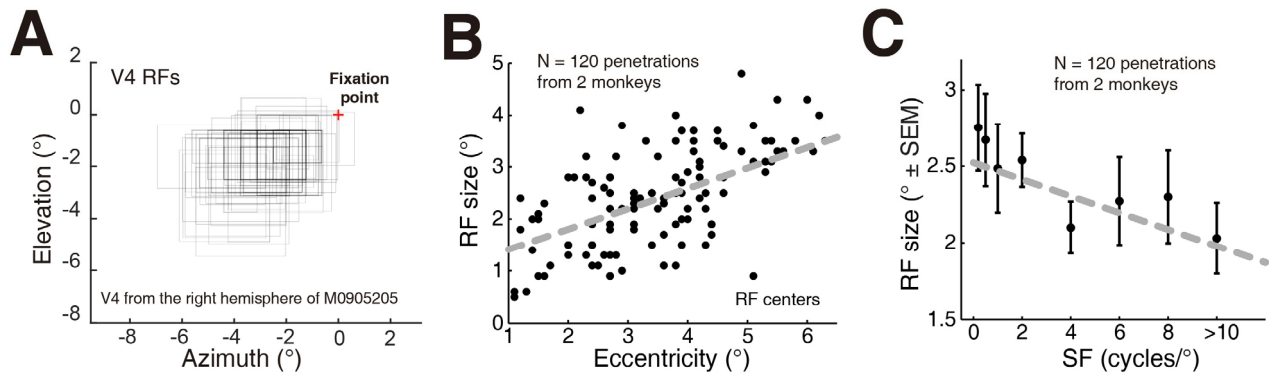 A
V4 RFs
Fixation
point
V4 from the right hemisphere of M0905205
Elevation (°)
2
0
-2
-4
-6
-8
-8
-6
-4
-2
0
2
Azimuth (°)
B
N = 120 penetrations
from 2 monkeys
RF centers
RF size (°)
5
4
3
2
1
0
1
2
3
4
5
6
Eccentricity (°)
C
N = 120 penetrations
from 2 monkeys
RF size (° ± SEM)
3
2.5
2
1.5
0
2
4
6
8
>10
SF (cycles/°)